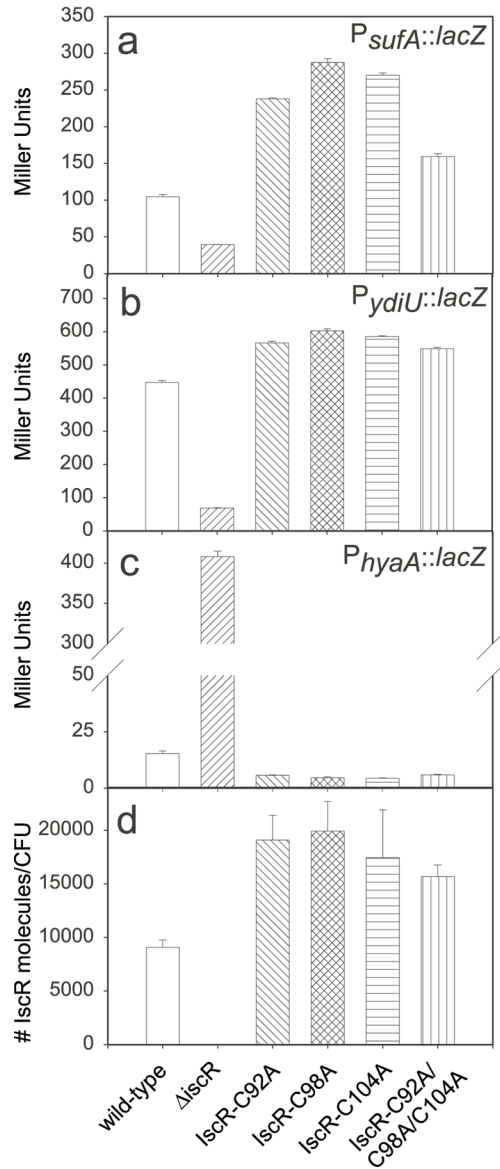 a
PsufA::lacZ
350
300
250
200
150
100
50
0
Miller Units
b
PydiU::lacZ
700
600
500
400
300
200
100
0
Miller Units
c
PhyaA::lacZ
400
350
300
50
25
0
Miller Units
d
20000
15000
10000
5000
0
# IscR molecules/CFU
wild-type
ΔiscR
IscR-C92A
IscR-C98A
IscR-C104A
IscR-C92A/
C98A/C104A